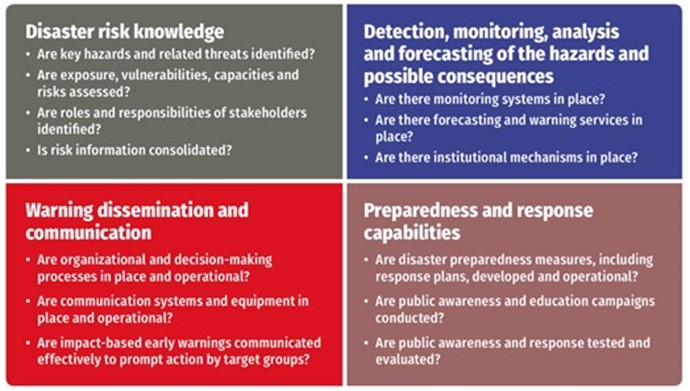 Disaster risk knowledge
• Are key hazards and related threats identified?
• Are exposure, vulnerabilities, capacities and
risks assessed?
• Are roles and responsibilities of stakeholders
identified?
• Is risk information consolidated?
Detection, monitoring, analysis
and forecasting of the hazards and
possible consequences
• Are there monitoring systems in place?
• Are there forecasting and warning services in
place?
• Are there institutional mechanisms in place?
Warning dissemination and
communication
• Are organizational and decision-making
processes in place and operational?
• Are communication systems and equipment in
place and operational?
• Are impact-based early warnings communicated
effectively to prompt action by target groups?
Preparedness and response
capabilities
• Are disaster preparedness measures, including
response plans, developed and operational?
• Are public awareness and education campaigns
conducted?
• Are public awareness and response tested and
evaluated?